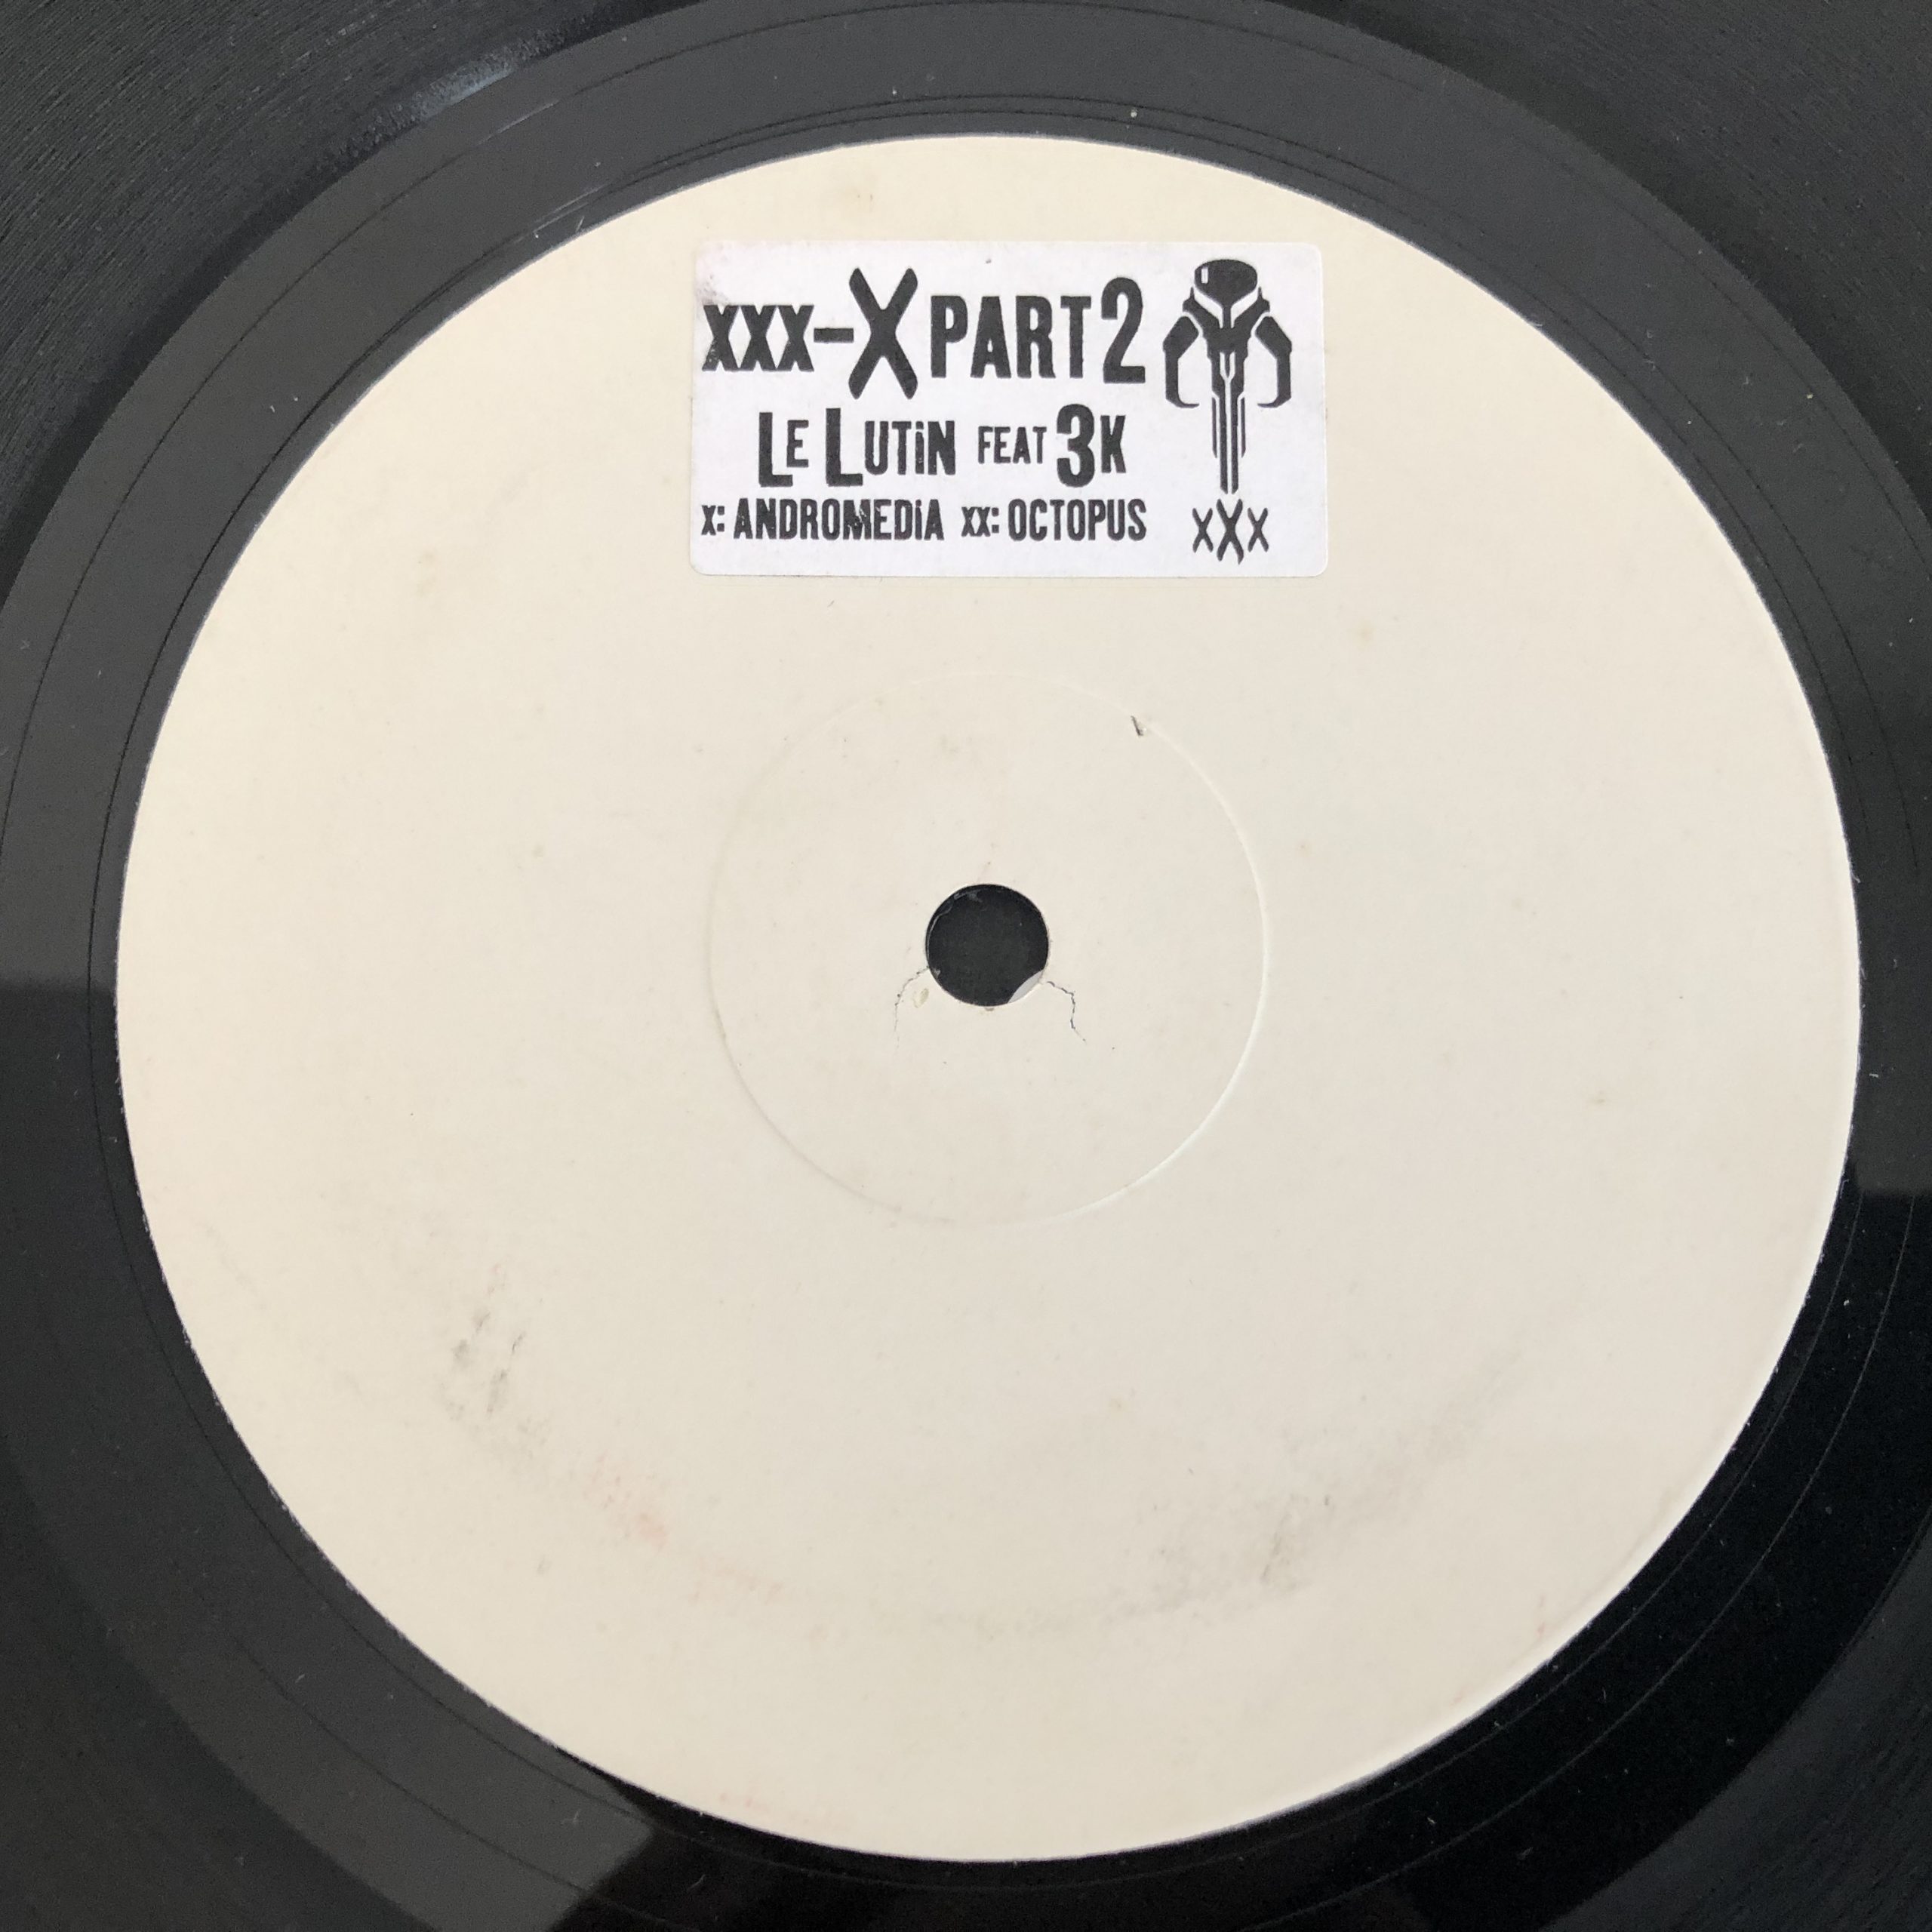 xxx-X PART 2
LE LUTiN FEAT 3K
x: ANDROMEDiA xx: OCTOPUS
xXx